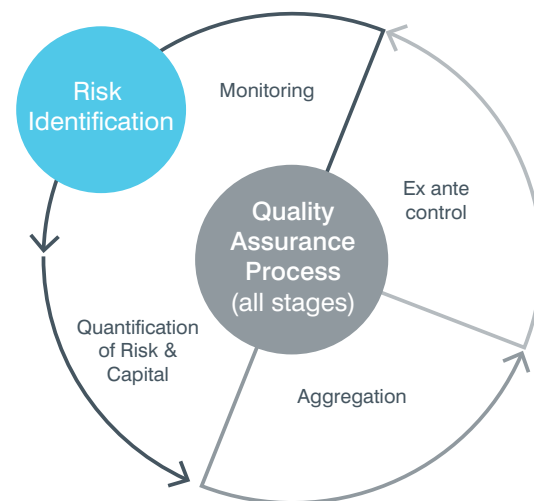 Risk
Identification
Monitoring
Ex ante
control
Quality
Assurance
Process
(all stages)
Quantification
of Risk &
Capital
Aggregation